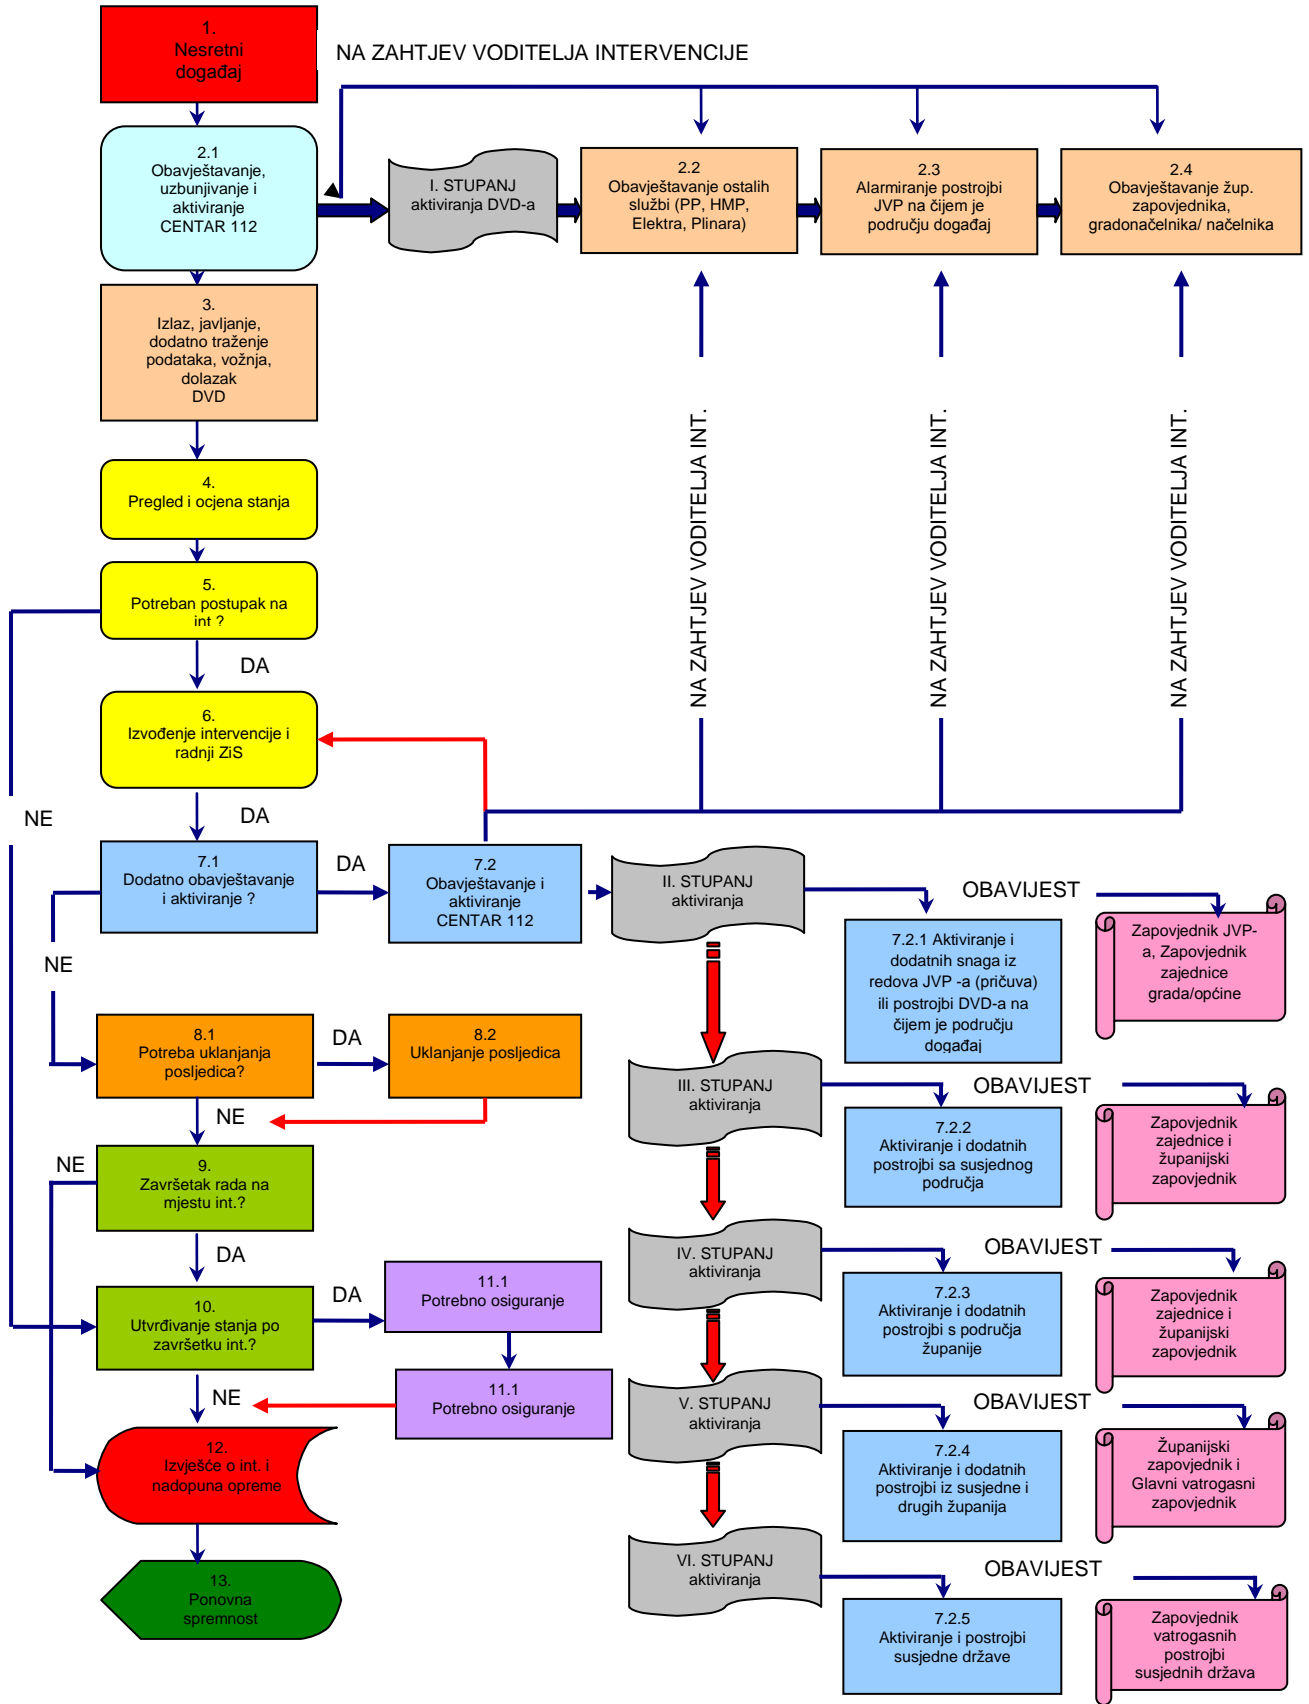 1.
Nesretni
događaj
NA ZAHTJEV VODITELJA INTERVENCIJE
2.1
Obavještavanje,
uzbunjivanje i
aktiviranje
CENTAR 112
I. STUPANJ
aktiviranja DVD-a
2.2
Obavještavanje ostalih
službi (PP, HMP,
Elektra, Plinara)
2.3
Alarmiranje postrojbi
JVP na čijem je
području događaj
2.4
Obavještavanje žup.
zapovjednika,
gradonačelnika/ načelnika
3.
Izlaz, javljanje,
dodatno traženje
podataka, vožnja,
dolazak
DVD
NA ZAHTJEV VODITELJA INT.
NA ZAHTJEV VODITELJA INT.
NA ZAHTJEV VODITELJA INT.
4.
Pregled i ocjena stanja
5.
Potreban postupak na
int ?
DA
6.
Izvođenje intervencije i
radnji ZiS
NE
DA
7.1
Dodatno obavještavanje
i aktiviranje ?
DA
7.2
Obavještavanje i
aktiviranje
CENTAR 112
II. STUPANJ
aktiviranja
OBAVIJEST
7.2.1 Aktiviranje i
dodatnih snaga iz
redova JVP -a (pričuva)
ili postrojbi DVD-a na
čijem je području
događaj
Zapovjednik JVP-
a, Zapovjednik
zajednice
grada/općine
NE
8.1
Potreba uklanjanja
posljedica?
DA
8.2
Uklanjanje posljedica
NE
III. STUPANJ
aktiviranja
OBAVIJEST
7.2.2
Aktiviranje i dodatnih
postrojbi sa susjednog
područja
Zapovjednik
zajednice i
županijski
zapovjednik
NE
9.
Završetak rada na
mjestu int.?
DA
IV. STUPANJ
aktiviranja
OBAVIJEST
7.2.3
Aktiviranje i dodatnih
postrojbi s područja
županije
Zapovjednik
zajednice i
županijski
zapovjednik
10.
Utvrđivanje stanja po
završetku int.?
DA
11.1
Potrebno osiguranje
11.1
Potrebno osiguranje
NE
V. STUPANJ
aktiviranja
OBAVIJEST
7.2.4
Aktiviranje i dodatnih
postrojbi iz susjedne i
drugih županija
Županijski
zapovjednik i
Glavni vatrogasni
zapovjednik
12.
Izvješće o int. i
nadopuna opreme
VI. STUPANJ
aktiviranja
OBAVIJEST
7.2.5
Aktiviranje i postrojbi
susjedne države
Zapovjednik
vatrogasnih
postrojbi
susjednih država
13.
Ponovna
spremnost